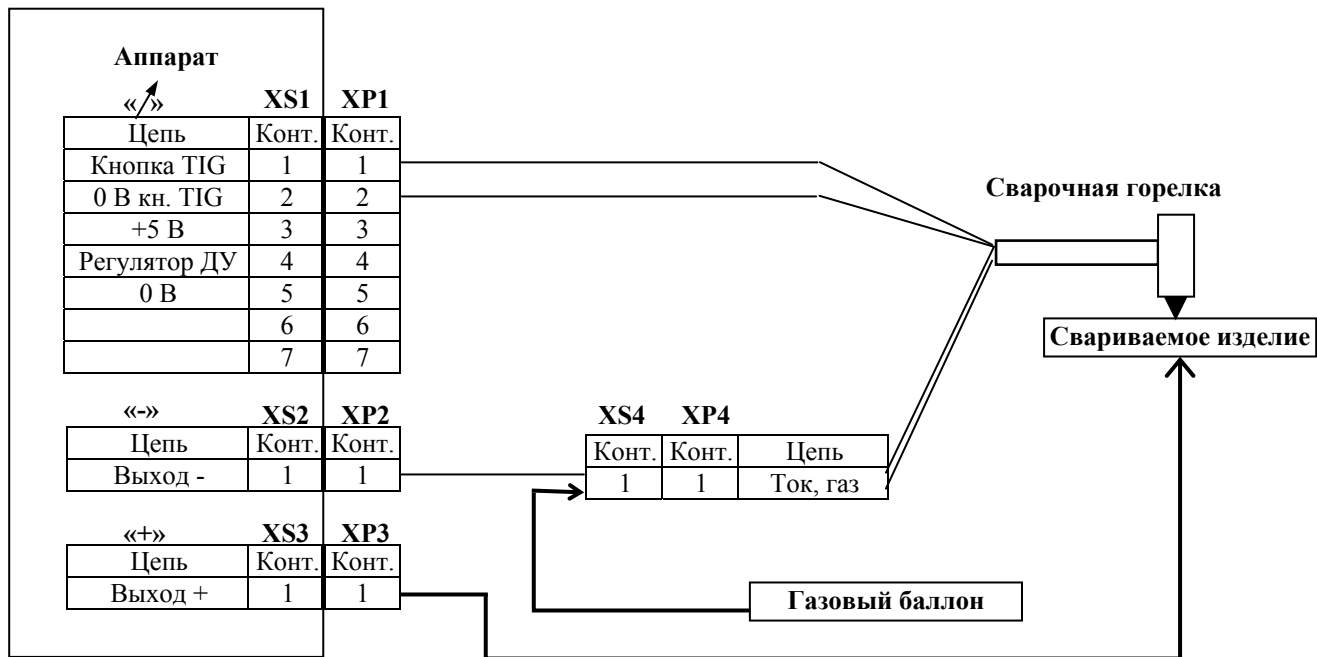 Аппарат
«↗» XS1 XP1
Цепь Конт. Конт.
Кнопка TIG 1 1
0 В кн. TIG 2 2
+5 В 3 3
Регулятор ДУ 4 4
0 В 5 5
6 6
7 7
Сварочная горелка
Свариваемое изделие
«-» XS2 XP2
Цепь Конт. Конт.
Выход - 1 1
XS4 XP4
Конт. Конт. Цепь
1 1 Ток, газ
«+» XS3 XP3
Цепь Конт. Конт.
Выход + 1 1
Газовый баллон